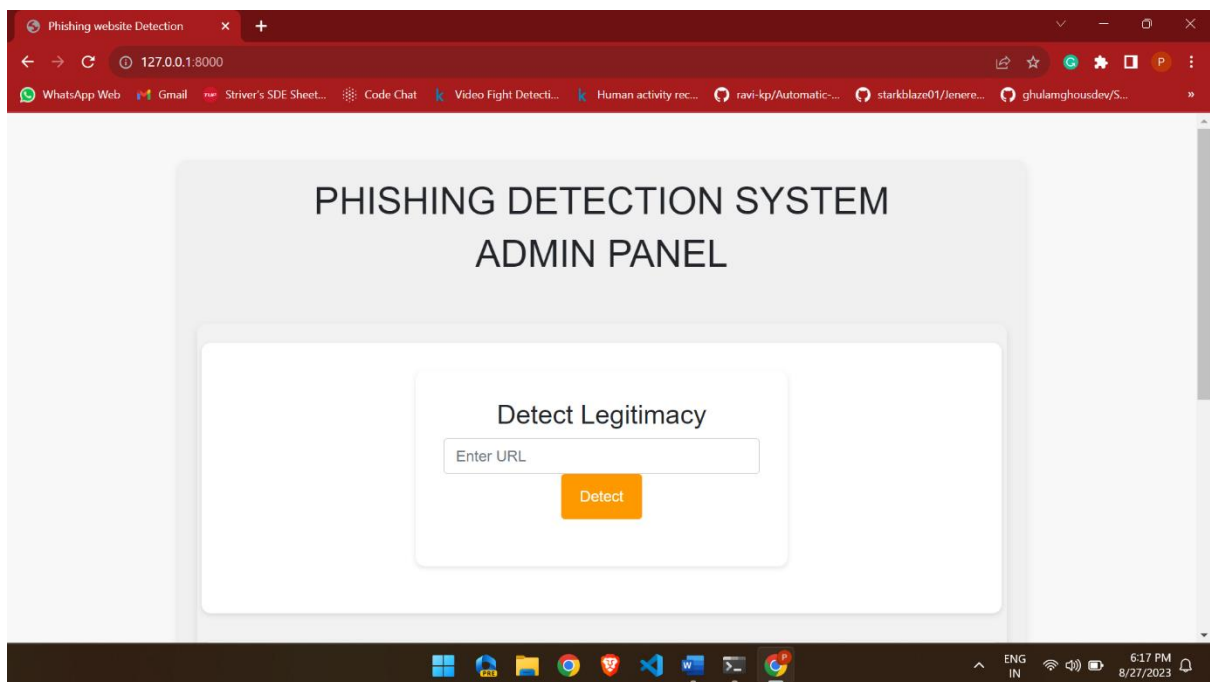 Phishing website Detection
127.0.0.1:8000
WhatsApp Web Gmail Striver's SDE Sheet... Code Chat Video Fight Detecti... Human activity rec... ravi-kp/Automatic-... starkblaze01/Jenere... ghulamghousdev/S... »
PHISHING DETECTION SYSTEM
ADMIN PANEL
Detect Legitimacy
Enter URL
Detect
ENG
IN
6:17 PM
8/27/2023